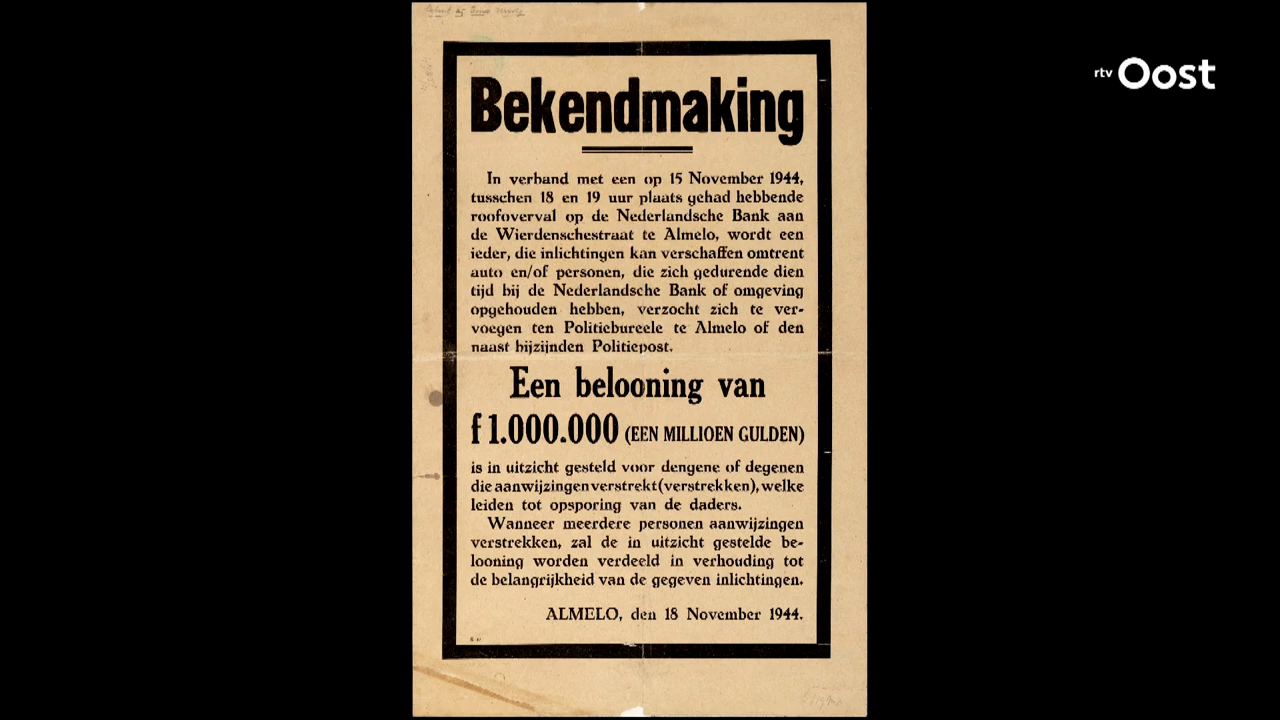 rtv Oost
Bekendmaking
In verband met een op 15 November 1944,
tusschen 18 en 19 uur plaats gehad hebbende
roofoverval op de Nederlandsche Bank aan
de Wierdenschestraat te Almelo, wordt een
ieder, die inlichtingen kan verschaffen omtrent
auto en/of personen, die zich gedurende dien
tijd bij de Nederlandsche Bank of omgeving
opgehouden hebben, verzocht zich te ver-
voegen ten Politiebureele te Almelo of den
naast bijzijnden Politiepost.
Een belooning van
f 1.000.000 (EEN MILLIOEN GULDEN)
is in uitzicht gesteld voor dengene of degenen
die aanwijzingen verstrekt (verstrekken), welke
leiden tot opsporing van de daders.
Wanneer meerdere personen aanwijzingen
verstrekken, zal de in uitzicht gestelde be-
looning worden verdeeld in verhouding tot
de belangrijkheid van de gegeven inlichtingen.
ALMELO, den 18 November 1944.